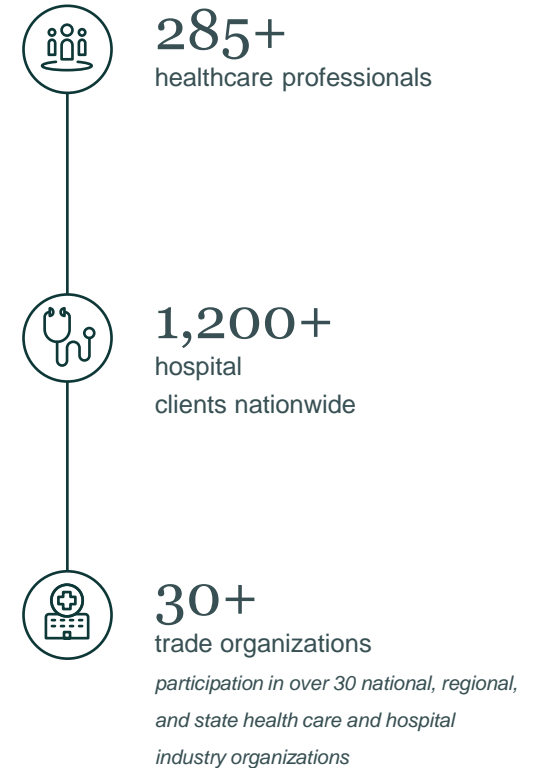 285+
healthcare professionals
1,200+
hospital
clients nationwide
30+
trade organizations
participation in over 30 national, regional,
and state health care and hospital
industry organizations